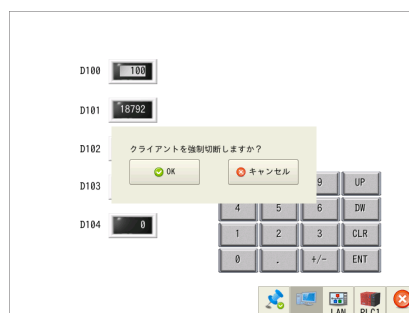 D100 100
D101 18792
D102
クライアントを強制切断しますか？
OK キャンセル
D103
9 UP
4 5 6 DW
D104 0
1 2 3 CLR
0 . +/- ENT
LAN PLC1